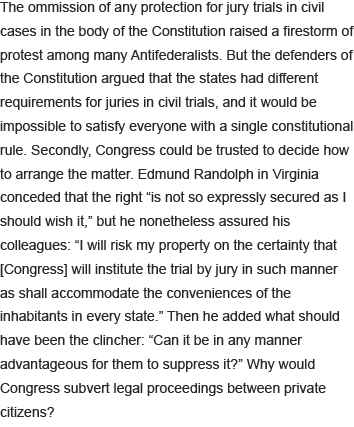 The ommission of any protection for jury trials in civil
cases in the body of the Constitution raised a firestorm of
protest among many Antifederalists. But the defenders of
the Constitution argued that the states had different
requirements for juries in civil trials, and it would be
impossible to satisfy everyone with a single constitutional
rule. Secondly, Congress could be trusted to decide how
to arrange the matter. Edmund Randolph in Virginia
conceded that the right “is not so expressly secured as I
should wish it,” but he nonetheless assured his
colleagues: “I will risk my property on the certainty that
[Congress] will institute the trial by jury in such manner
as shall accommodate the conveniences of the
inhabitants in every state.” Then he added what should
have been the clincher: “Can it be in any manner
advantageous for them to suppress it?” Why would
Congress subvert legal proceedings between private
citizens?